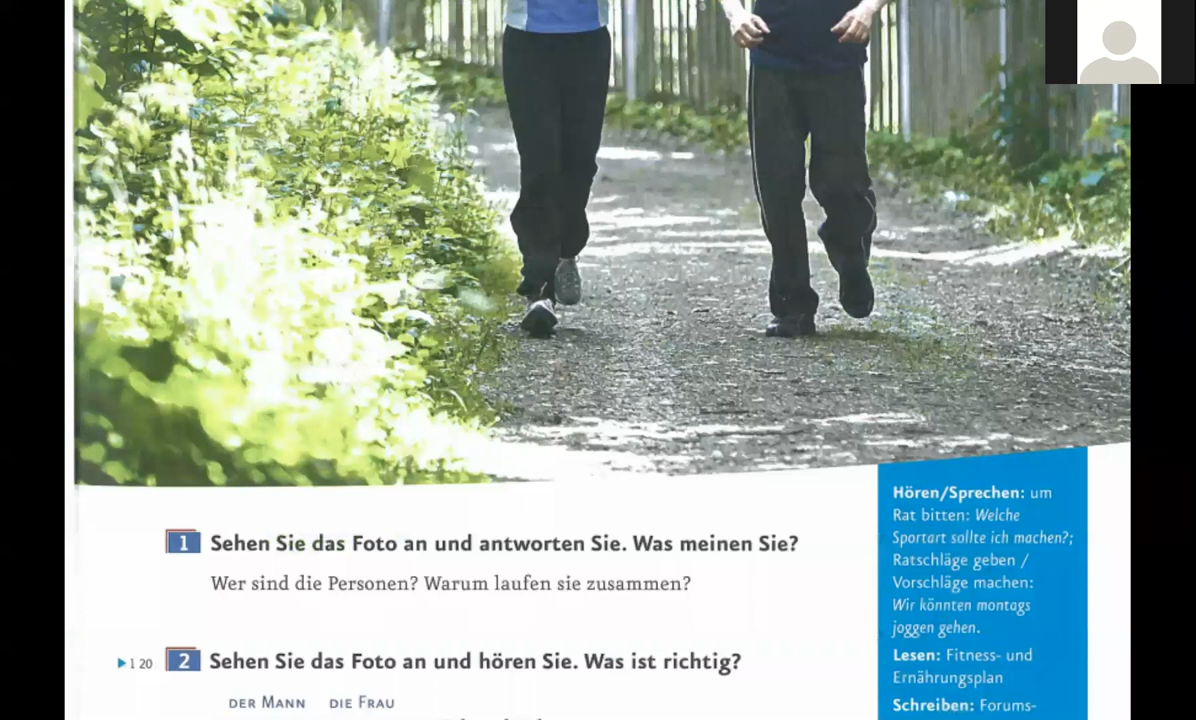 1 Sehen Sie das Foto an und antworten Sie. Was meinen Sie?
Wer sind die Personen? Warum laufen sie zusammen?
1 20 2 Sehen Sie das Foto an und hören Sie. Was ist richtig?
DER MANN DIE FRAU
Hören/Sprechen: um
Rat bitten: Welche
Sportart sollte ich machen?;
Ratschläge geben /
Vorschläge machen:
Wir könnten montags
joggen gehen.
Lesen: Fitness- und
Ernährungsplan
Schreiben: Forums-